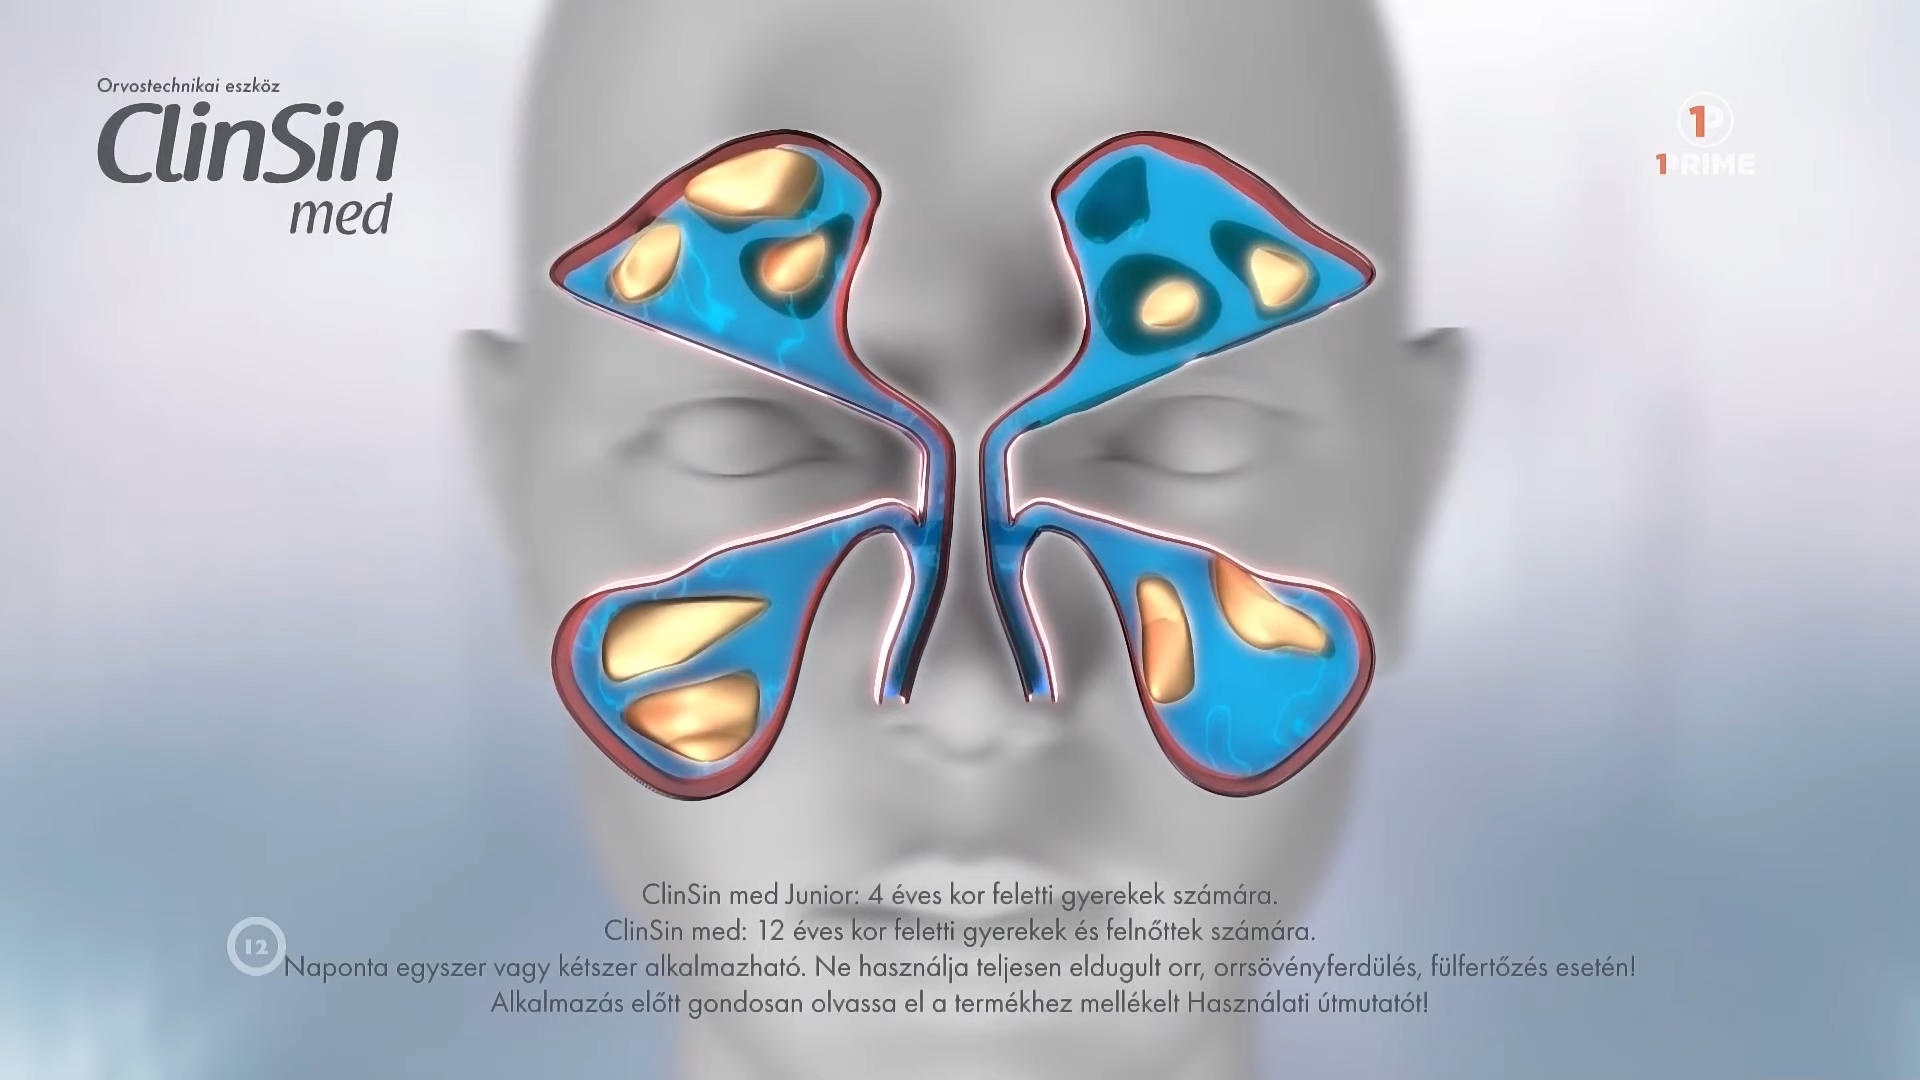 Orvostechnikai eszköz
ClinSin
med
1P
1PRIME
ClinSin med Junior: 4 éves kor feletti gyerekek számára.
ClinSin med: 12 éves kor feletti gyerekek és felnőttek számára.
12
Naponta egyszer vagy kétszer alkalmazható. Ne használja teljesen eldugult orr, orrsövényferdülés, fülfertőzés esetén!
Alkalmazás előtt gondosan olvassa el a termékhez mellékelt Használati útmutatót!